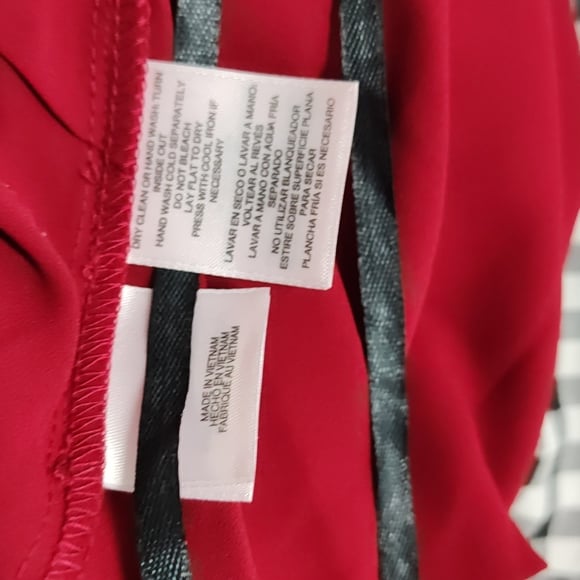 DRY CLEAN OR HAND WASH: TURN
INSIDE OUT
HAND WASH COLD SEPARATELY
DO NOT BLEACH
LAY FLAT TO DRY
PRESS WITH COOL IRON IF
NECESSARY
LAVAR EN SECO O LAVAR A MANO:
VOLTEAR AL REVÉS
LAVAR A MANO CON AGUA FRÍA
SEPARADO
NO UTILIZAR BLANQUEADOR
ESTIRE SOBRE SUPERFICIE PLANA
PARA SECAR
PLANCHA FRÍA SI ES NECESARIO
MADE IN VIETNAM
HECHO EN VIETNAM
FABRIQUE AU VIETNAM